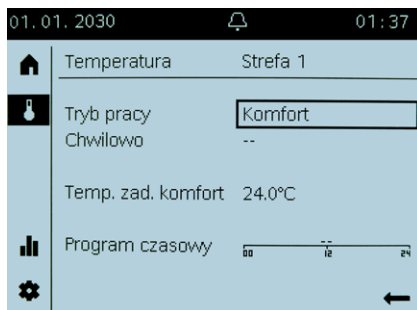 01. 01. 2030 01:37
Temperatura Strefa 1
Tryb pracy Komfort
Chwilowo --
Temp. zad. komfort 24.0°C
Program czasowy --
00 12 24